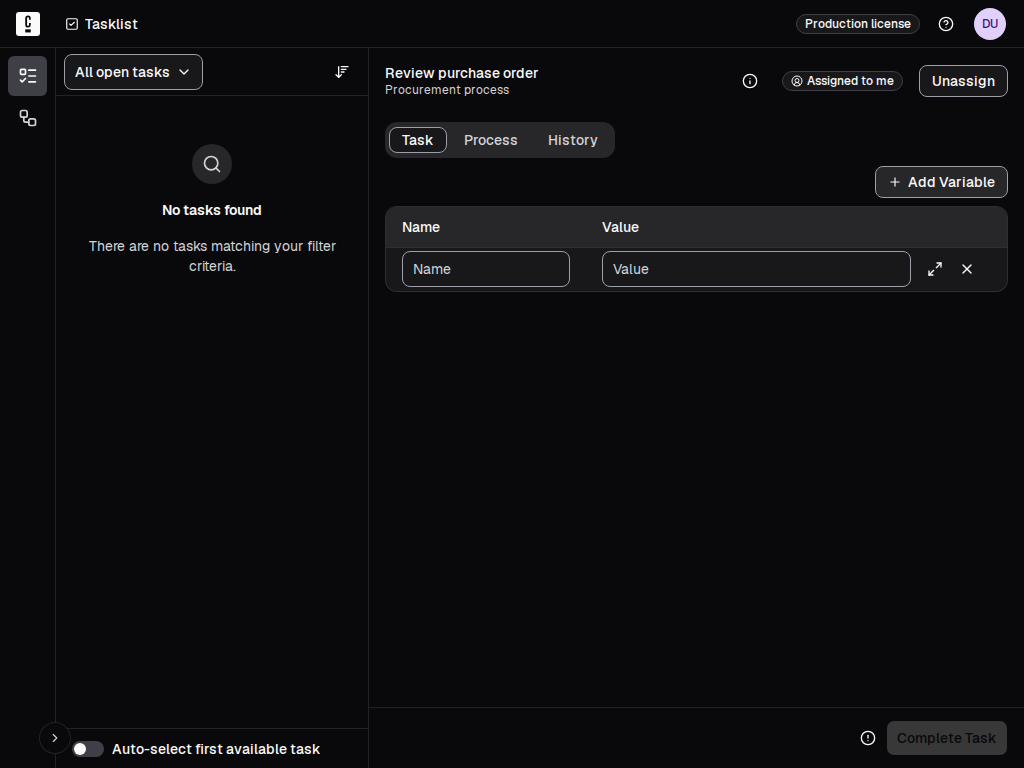 Tasklist
Production license
DU
All open tasks
No tasks found
There are no tasks matching your filter
criteria.
Auto-select first available task
Review purchase order
Procurement process
Assigned to me
Unassign
Task
Process
History
Add Variable
Name
Value
Name
Value
Complete Task